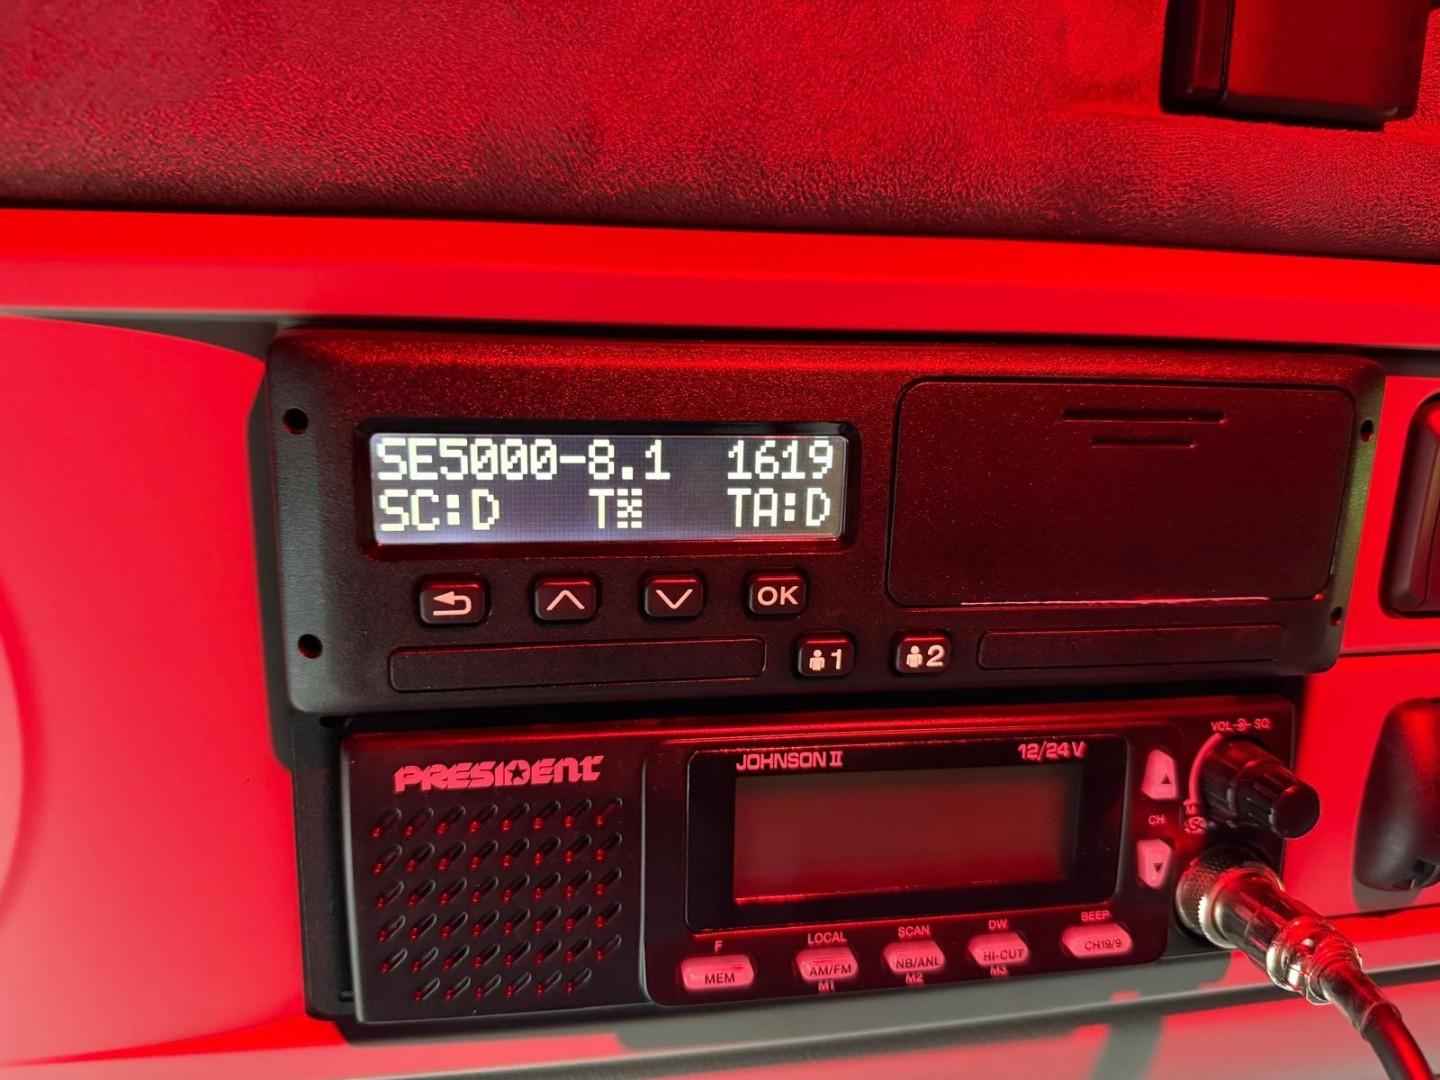 SE5000-8.1 1619
SC:D T TA:D
OK
1
2
PRESIDENT
JOHNSON II
12/24 V
VOL SQ
CH
F
MEM
LOCAL
AM/FM
M1
SCAN
NB/ANL
M2
DW
HI-CUT
M3
BEEP
CH19/9